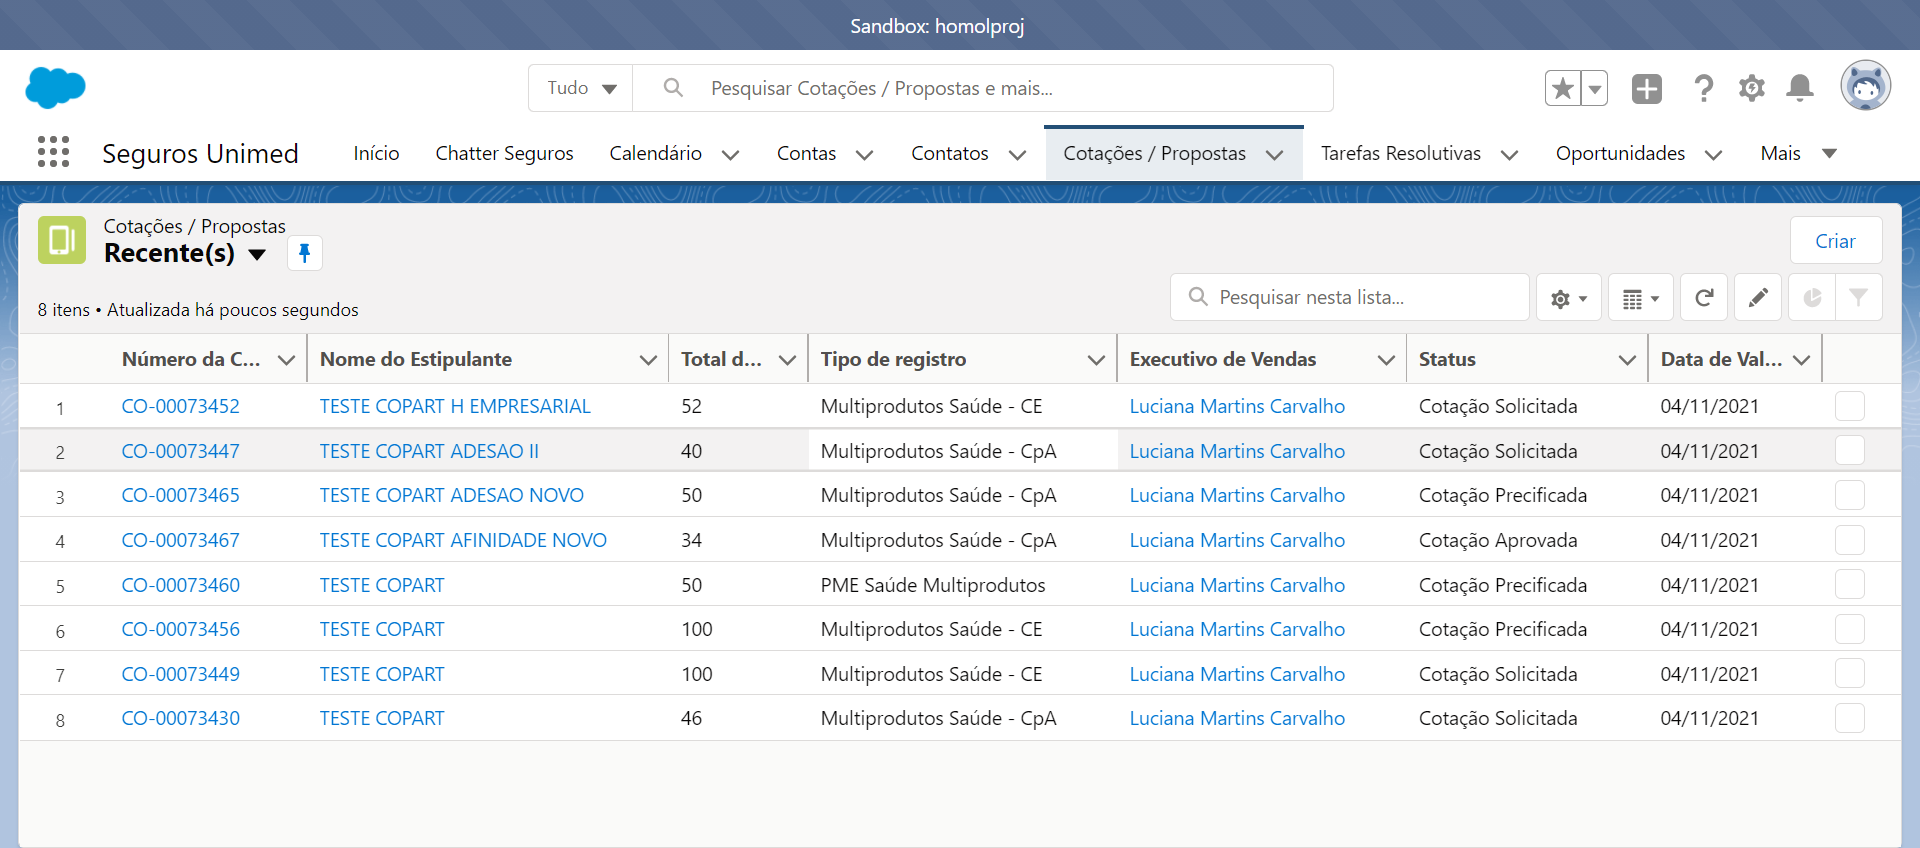 Sandbox: homolproj
Tudo Pesquisar Cotações / Propostas e mais...
Seguros Unimed Início Chatter Seguros Calendário Contas Contatos Cotações / Propostas Tarefas Resolutivas Oportunidades Mais
Cotações / Propostas
Recente(s)
Criar
8 itens • Atualizada há poucos segundos
Pesquisar nesta lista...
Número da C... Nome do Estipulante Total d... Tipo de registro Executivo de Vendas Status Data de Val...
1 CO-00073452 TESTE COPART H EMPRESARIAL 52 Multiprodutos Saúde - CE Luciana Martins Carvalho Cotação Solicitada 04/11/2021
2 CO-00073447 TESTE COPART ADESAO II 40 Multiprodutos Saúde - CpA Luciana Martins Carvalho Cotação Solicitada 04/11/2021
3 CO-00073465 TESTE COPART ADESAO NOVO 50 Multiprodutos Saúde - CpA Luciana Martins Carvalho Cotação Precificada 04/11/2021
4 CO-00073467 TESTE COPART AFINIDADE NOVO 34 Multiprodutos Saúde - CpA Luciana Martins Carvalho Cotação Aprovada 04/11/2021
5 CO-00073460 TESTE COPART 50 PME Saúde Multiprodutos Luciana Martins Carvalho Cotação Precificada 04/11/2021
6 CO-00073456 TESTE COPART 100 Multiprodutos Saúde - CE Luciana Martins Carvalho Cotação Precificada 04/11/2021
7 CO-00073449 TESTE COPART 100 Multiprodutos Saúde - CE Luciana Martins Carvalho Cotação Solicitada 04/11/2021
8 CO-00073430 TESTE COPART 46 Multiprodutos Saúde - CpA Luciana Martins Carvalho Cotação Solicitada 04/11/2021